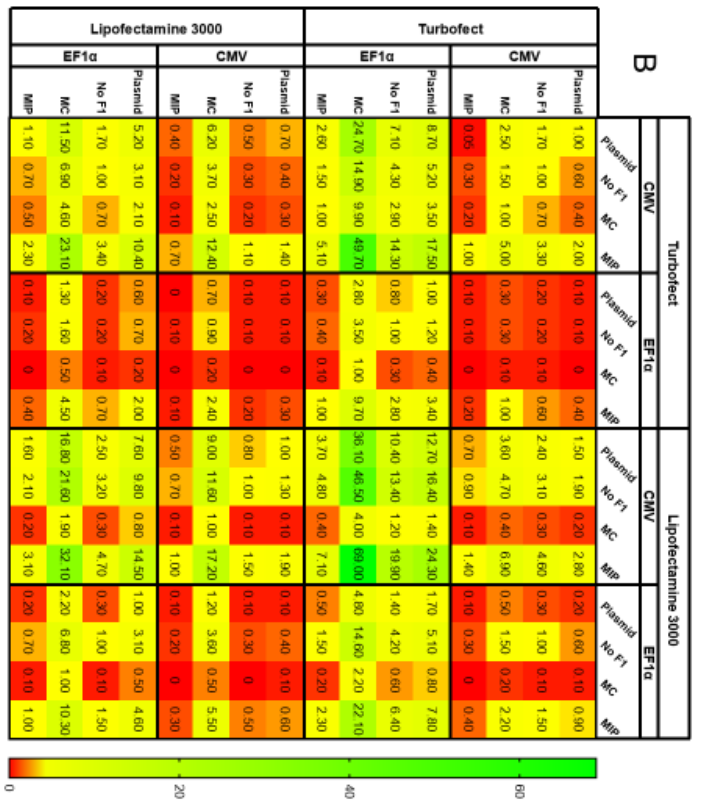 B
Turbofect Lipofectamine 3000
CMV EF1α CMV EF1α
Plasmid No F1 MC MIP Plasmid No F1 MC MIP Plasmid No F1 MC MIP Plasmid No F1 MC MIP
Turbofect
CMV
Plasmid 1.00 0.60 0.40 2.00 0.10 0.10 0 0.40 1.50 1.90 0.20 2.80 0.20 0.60 0.10 0.90
No F1 1.70 1.00 0.70 3.30 0.20 0.20 0.10 0.60 2.40 3.10 0.30 4.60 0.30 1.00 0.10 1.50
MC 2.50 1.50 1.00 5.00 0.30 0.30 0.10 1.00 3.60 4.70 0.40 6.90 0.50 1.50 0.20 2.20
MIP 0.05 0.30 0.20 1.00 0.10 0.10 0 0.20 0.70 0.90 0.10 1.40 0.10 0.30 0 0.40
EF1α
Plasmid 8.70 5.20 3.50 17.50 1.00 1.20 0.40 3.40 12.70 16.40 1.40 24.30 1.70 5.10 0.80 7.80
No F1 7.10 4.30 2.90 14.30 0.80 1.00 0.30 2.80 10.40 13.40 1.20 19.80 1.40 4.20 0.60 6.40
MC 24.70 14.90 9.90 49.70 2.80 3.50 1.00 9.70 36.10 46.50 4.00 69.00 4.80 14.60 2.20 22.10
MIP 2.60 1.50 1.00 5.10 0.30 0.40 0.10 1.00 3.70 4.80 0.40 7.10 0.50 1.50 0.20 2.30
Lipofectamine 3000
CMV
Plasmid 0.70 0.40 0.30 1.40 0.10 0.10 0 0.30 1.00 1.30 0.10 1.90 0.10 0.40 0.10 0.60
No F1 0.50 0.30 0.20 1.10 0.10 0.10 0 0.20 0.80 1.00 0.10 1.50 0.10 0.30 0 0.50
MC 6.20 3.70 2.50 12.40 0.70 0.90 0.20 2.40 9.00 11.60 1.00 17.20 1.20 3.60 0.50 5.50
MIP 0.40 0.20 0.10 0.70 0 0.10 0 0.10 0.50 0.70 0.10 1.00 0.10 0.20 0 0.30
EF1α
Plasmid 5.20 3.10 2.10 10.40 0.60 0.70 0.20 2.00 7.60 9.80 0.80 14.50 1.00 3.10 0.50 4.60
No F1 1.70 1.00 0.70 3.40 0.20 0.20 0.10 0.70 2.50 3.20 0.30 4.70 0.30 1.00 0.10 1.50
MC 11.50 6.90 4.60 23.10 1.30 1.60 0.50 4.50 16.80 21.60 1.90 32.10 2.20 6.80 1.00 10.30
MIP 1.10 0.70 0.50 2.30 0.10 0.20 0 0.40 1.60 2.10 0.20 3.10 0.20 0.70 0.10 1.00
60
40
20
0